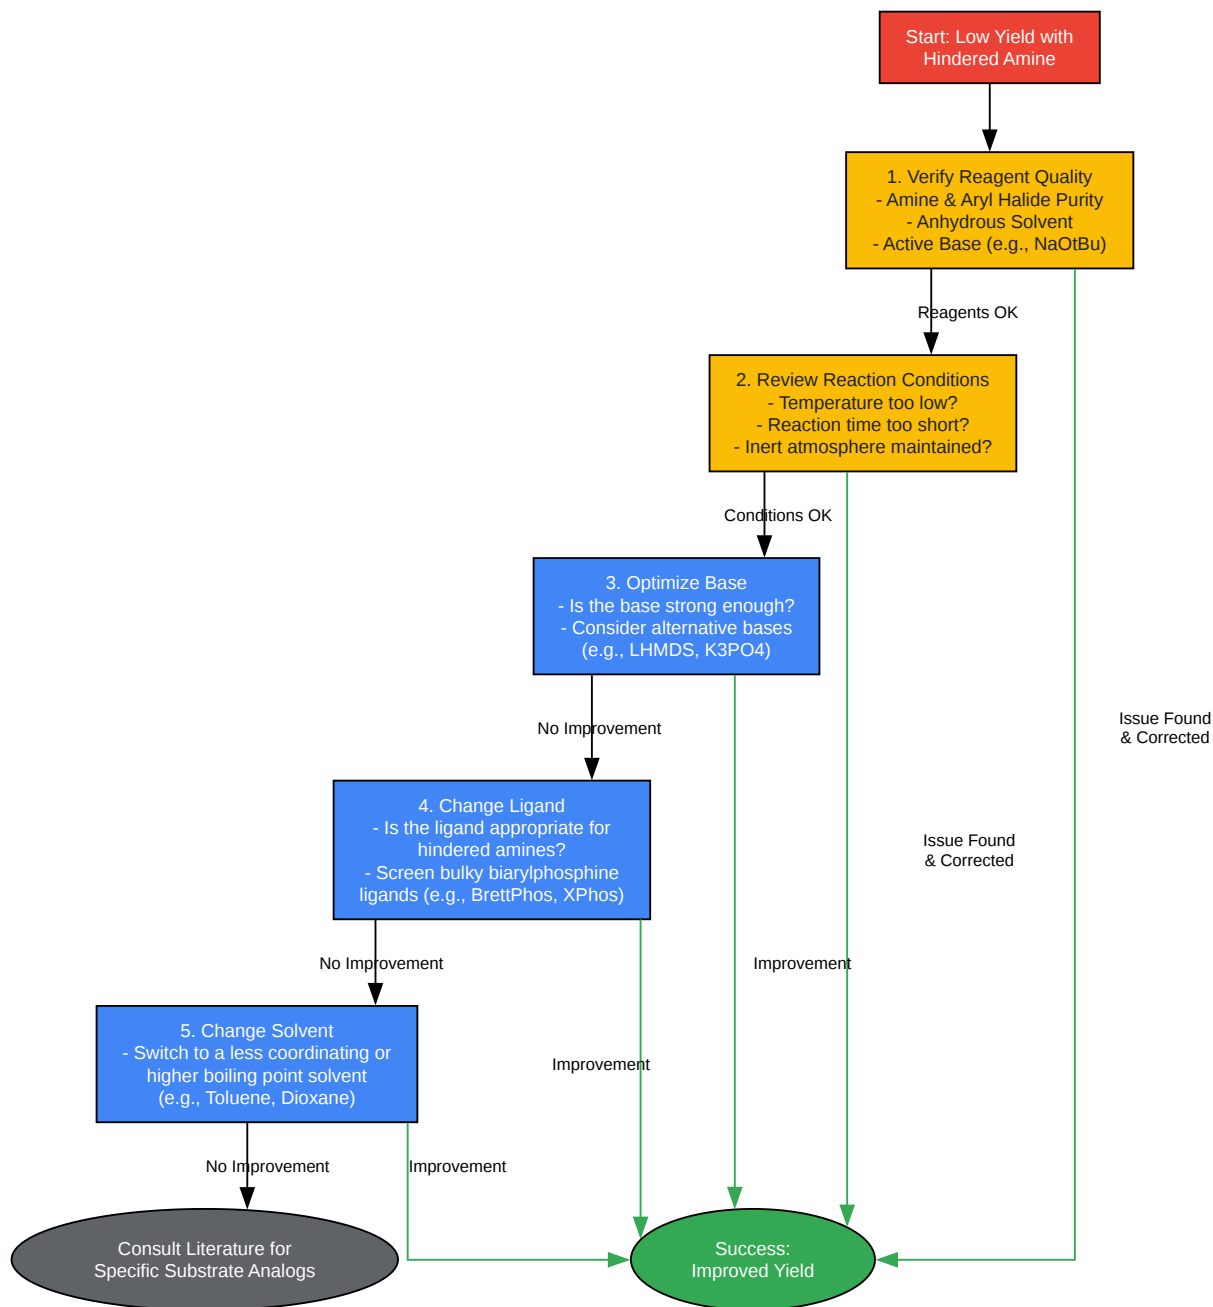 Start: Low Yield with
Hindered Amine
1. Verify Reagent Quality
- Amine & Aryl Halide Purity
- Anhydrous Solvent
- Active Base (e.g., NaOtBu)
Reagents OK
2. Review Reaction Conditions
- Temperature too low?
- Reaction time too short?
- Inert atmosphere maintained?
Conditions OK
3. Optimize Base
- Is the base strong enough?
- Consider alternative bases
(e.g., LHMDS, K3PO4)
No Improvement
Issue Found
& Corrected
4. Change Ligand
- Is the ligand appropriate for
hindered amines?
- Screen bulky biarylphosphine
ligands (e.g., BrettPhos, XPhos)
Issue Found
& Corrected
No Improvement
Improvement
5. Change Solvent
- Switch to a less coordinating or
higher boiling point solvent
(e.g., Toluene, Dioxane)
Improvement
No Improvement
Improvement
Consult Literature for
Specific Substrate Analogs
Success:
Improved Yield